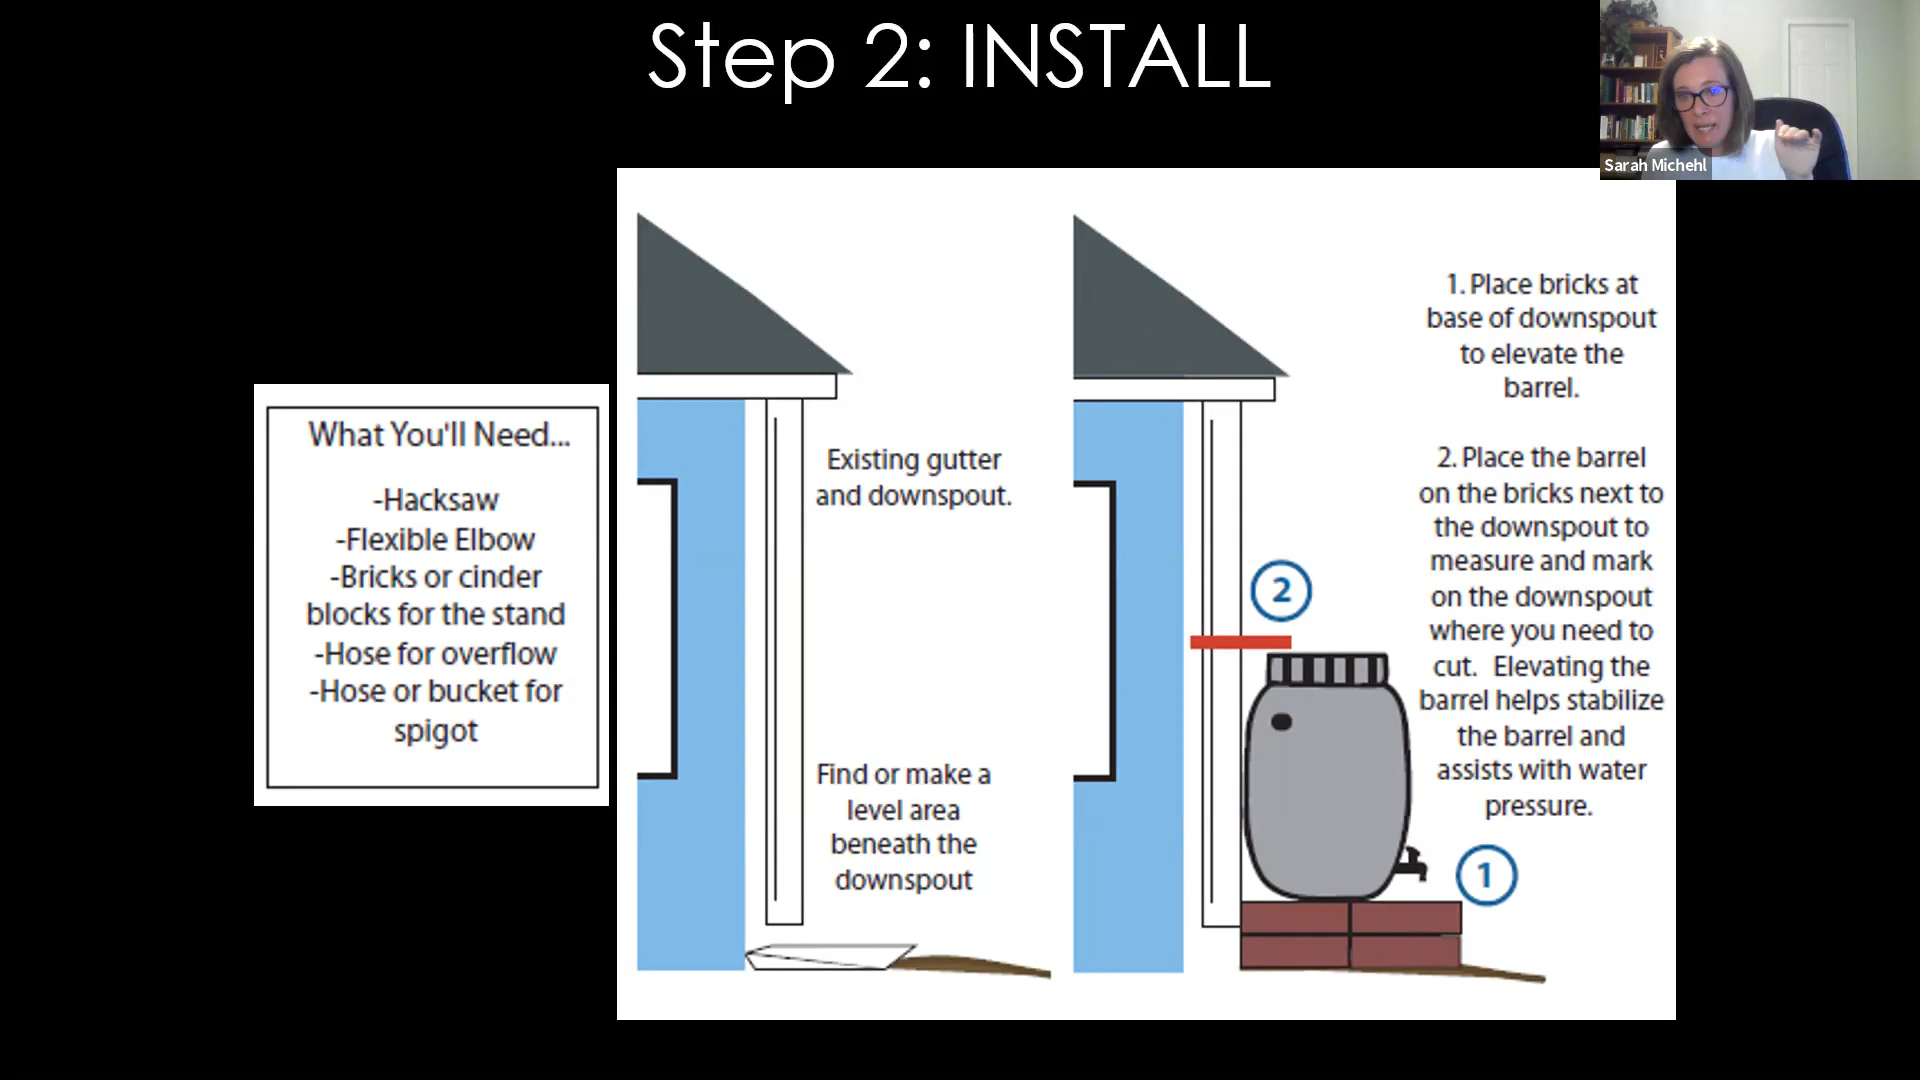 Step 2: INSTALL
Sarah Michehl
What You'll Need...
-Hacksaw
-Flexible Elbow
-Bricks or cinder
blocks for the stand
-Hose for overflow
-Hose or bucket for
spigot
Existing gutter
and downspout.
Find or make a
level area
beneath the
downspout
1. Place bricks at
base of downspout
to elevate the
barrel.
2. Place the barrel
on the bricks next to
the downspout to
measure and mark
on the downspout
where you need to
cut. Elevating the
barrel helps stabilize
the barrel and
assists with water
pressure.
2
1